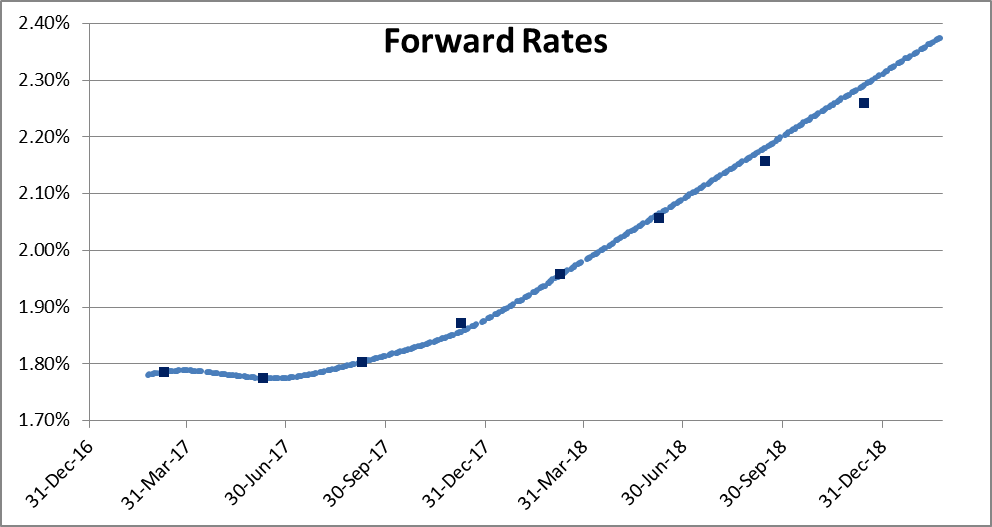 Forward Rates
2.40%
2.30%
2.20%
2.10%
2.00%
1.90%
1.80%
1.70%
31-Dec-16
31-Mar-17
30-Jun-17
30-Sep-17
31-Dec-17
31-Mar-18
30-Jun-18
30-Sep-18
31-Dec-18